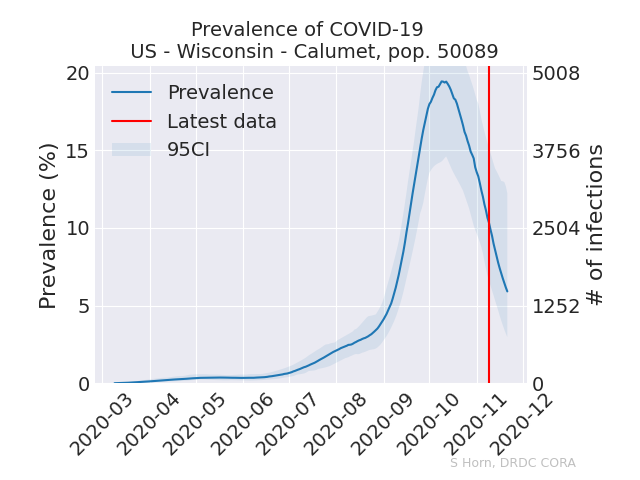 Prevalence of COVID-19
US - Wisconsin - Calumet, pop. 50089
Prevalence (%)
20
15
10
5
0
Prevalence
Latest data
95CI
5008
3756
2504
1252
0
# of infections
2020-03
2020-04
2020-05
2020-06
2020-07
2020-08
2020-09
2020-10
2020-11
2020-12
S Horn, DRDC CORA